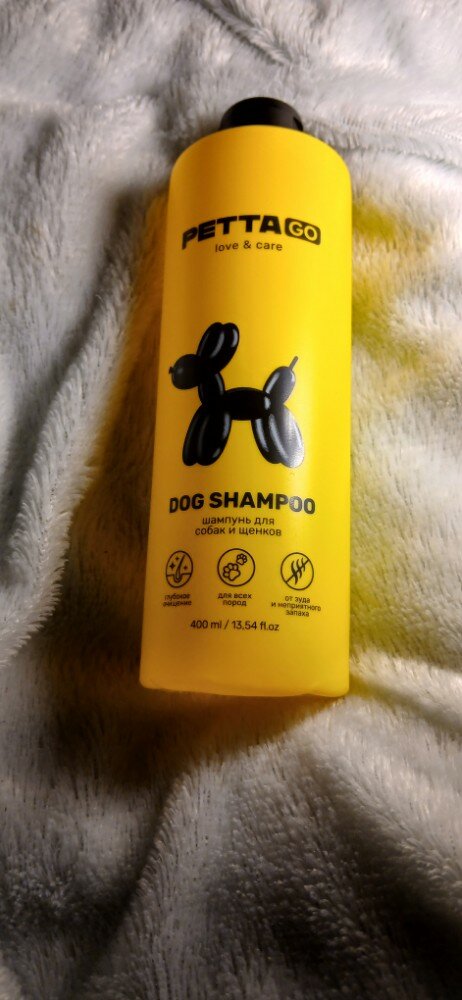 PETTAGO
love & care
DOG SHAMPOO
шампунь для
собак и щенков
глубокое
очищение
для всех
пород
от зуда
и неприятного
запаха
400 ml / 13,54 fl.oz